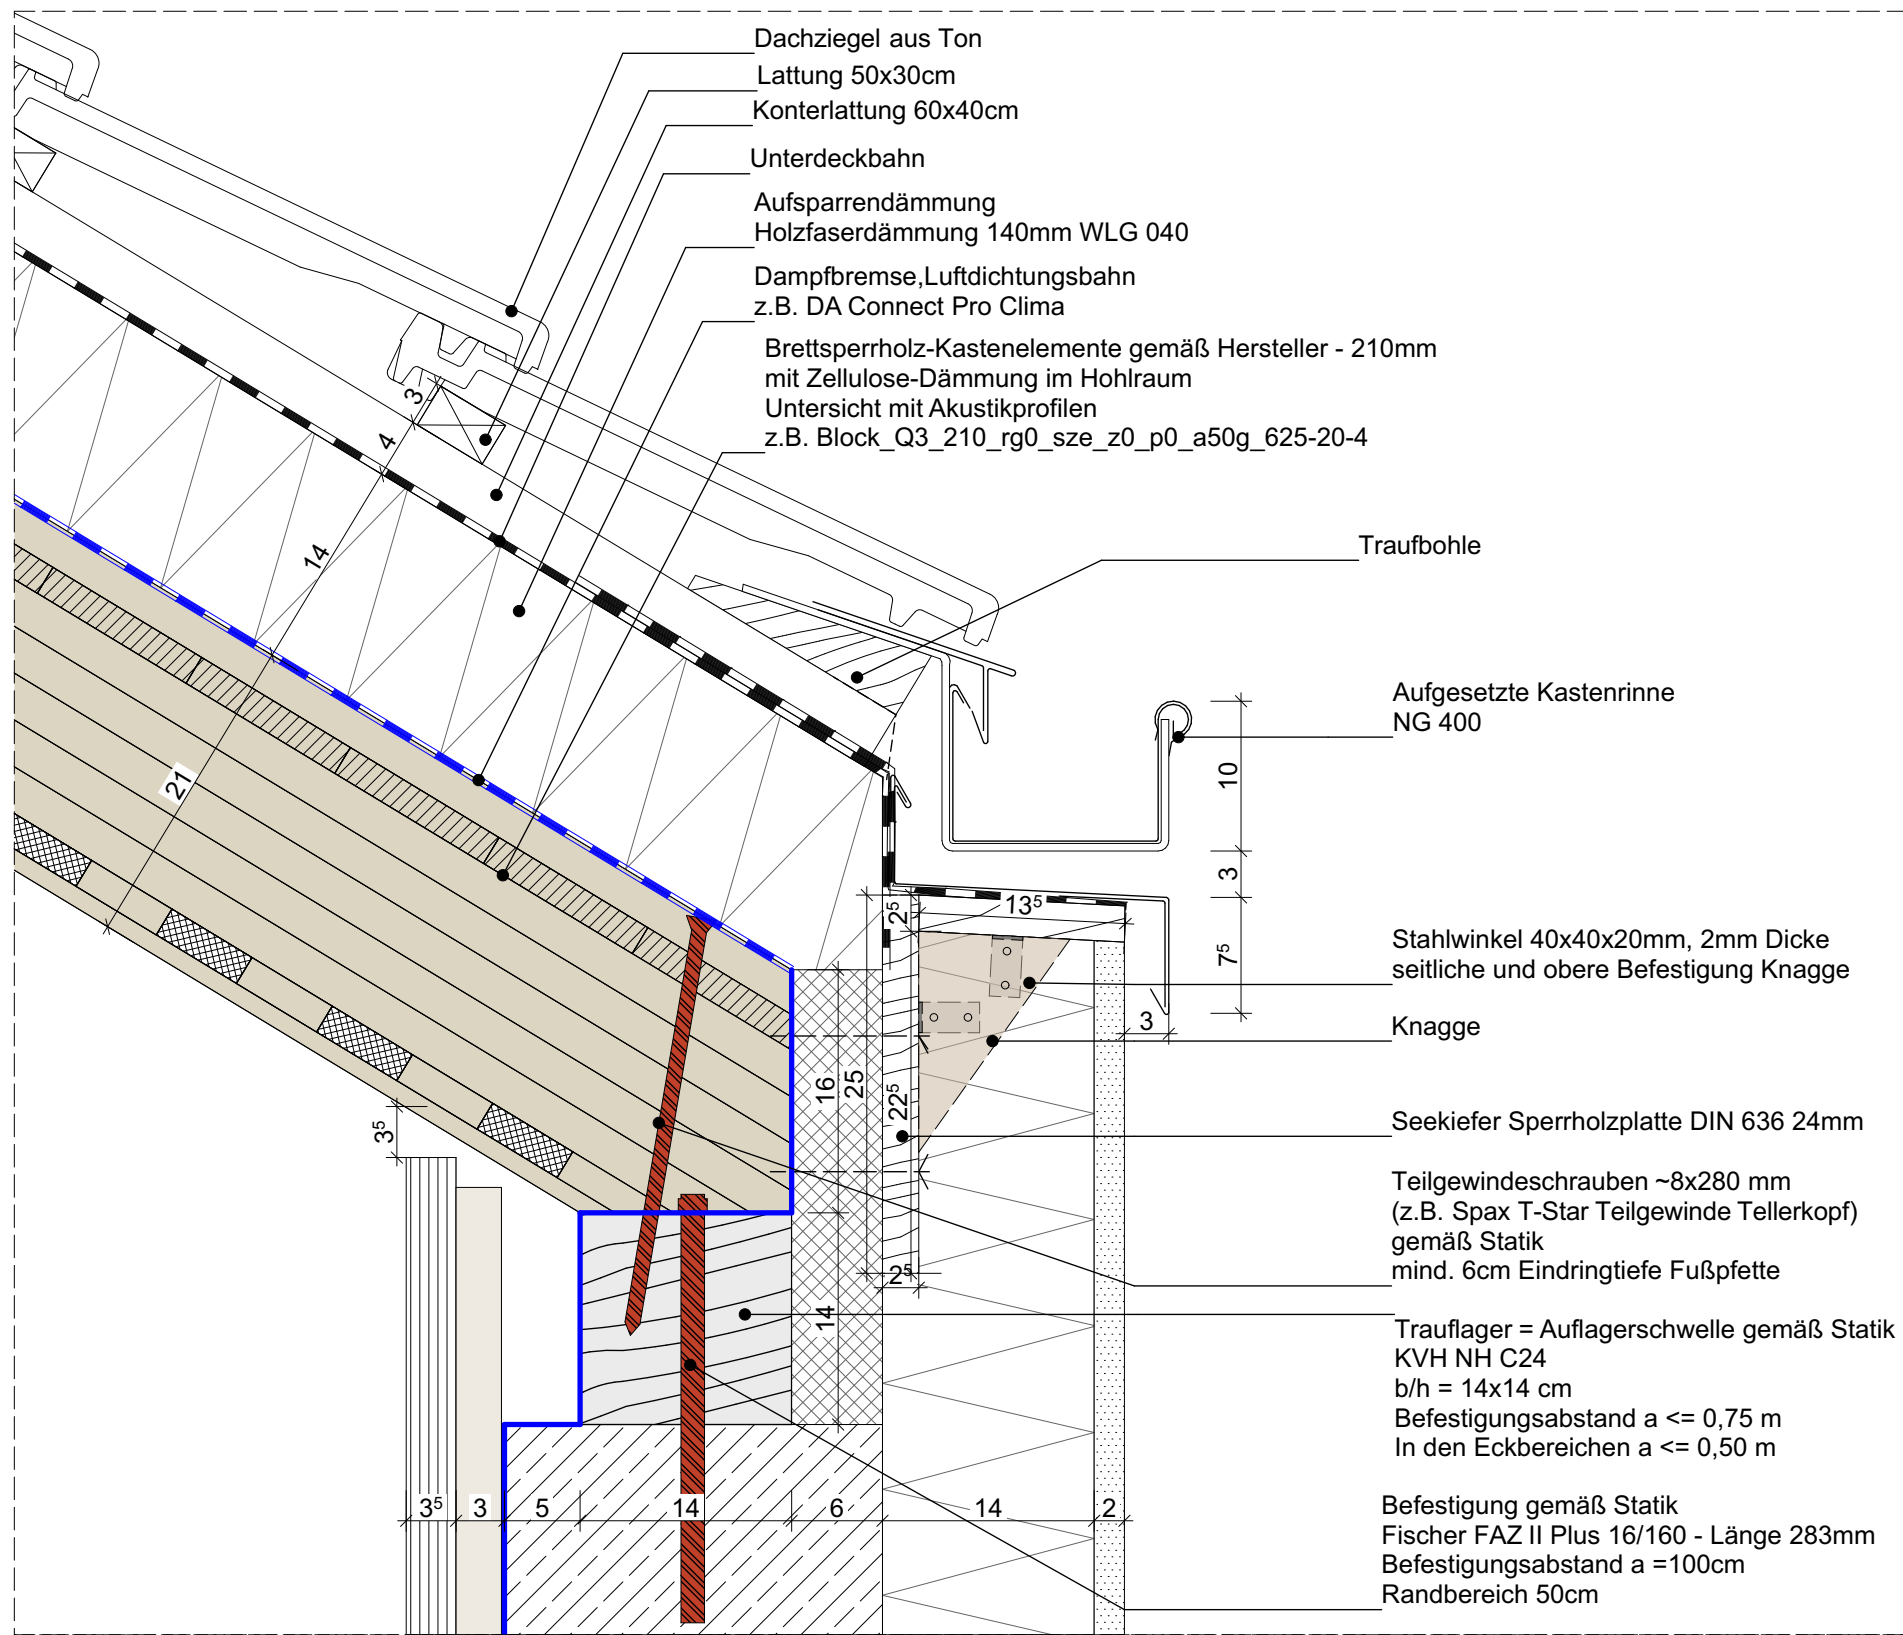 Dachziegel aus Ton
Lattung 50x30cm
Konterlattung 60x40cm
Unterdeckbahn
Aufsparrendämmung
Holzfaserdämmung 140mm WLG 040
Dampfbremse,Luftdichtungsbahn
z.B. DA Connect Pro Clima
Brettsperrholz-Kastenelemente gemäß Hersteller - 210mm
mit Zellulose-Dämmung im Hohlraum
Untersicht mit Akustikprofilen
z.B. Block_Q3_210_rg0_sze_z0_p0_a50g_625-20-4
3
4
14
21
Traufbohle
Aufgesetzte Kastenrinne
NG 400
10
3
7⁵
2⁵
13⁵
3
Stahlwinkel 40x40x20mm, 2mm Dicke
seitliche und obere Befestigung Knagge
Knagge
16
25
22⁵
3⁵
Seekiefer Sperrholzplatte DIN 636 24mm
Teilgewindeschrauben ~8x280 mm
(z.B. Spax T-Star Teilgewinde Tellerkopf)
gemäß Statik
mind. 6cm Eindringtiefe Fußpfette
2⁵
14
Trauflager = Auflagerschwelle gemäß Statik
KVH NH C24
b/h = 14x14 cm
Befestigungsabstand a <= 0,75 m
In den Eckbereichen a <= 0,50 m
3⁵ 3 5 14 6 14 2
Befestigung gemäß Statik
Fischer FAZ II Plus 16/160 - Länge 283mm
Befestigungsabstand a =100cm
Randbereich 50cm